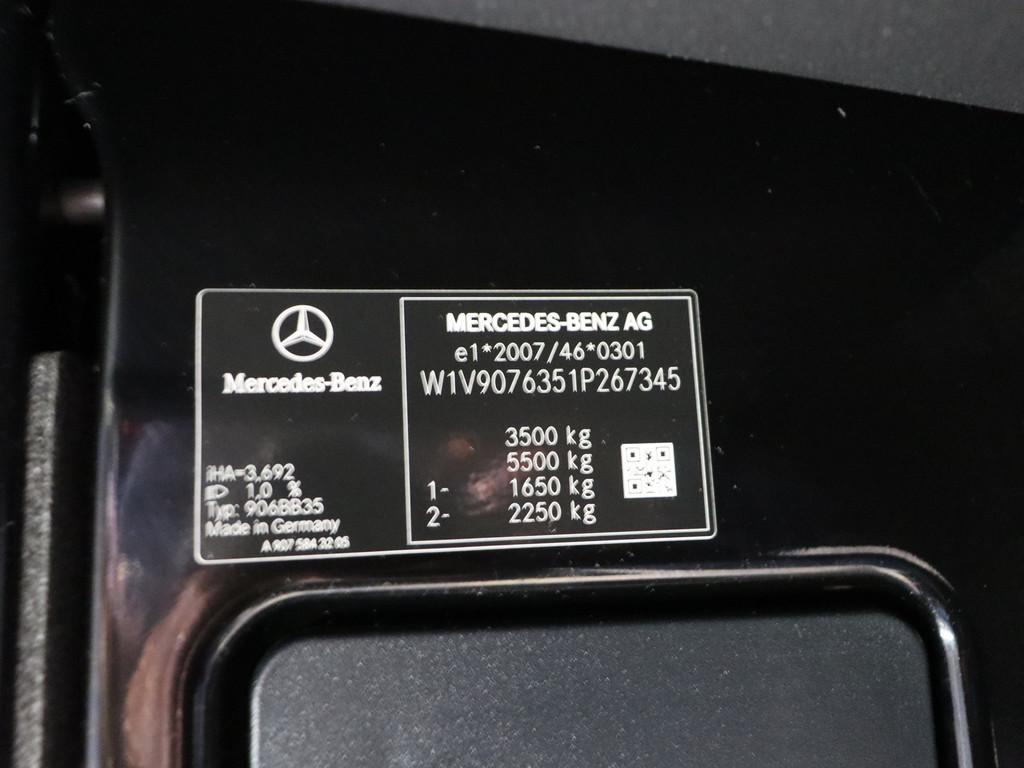 Mercedes-Benz
iHA=3,692
1,0 %
Typ: 906BB35
Made in Germany
A 907 584 32 05
MERCEDES-BENZ AG
e1*2007/46*0301
W1V9076351P267345
3500 kg
5500 kg
1- 1650 kg
2- 2250 kg